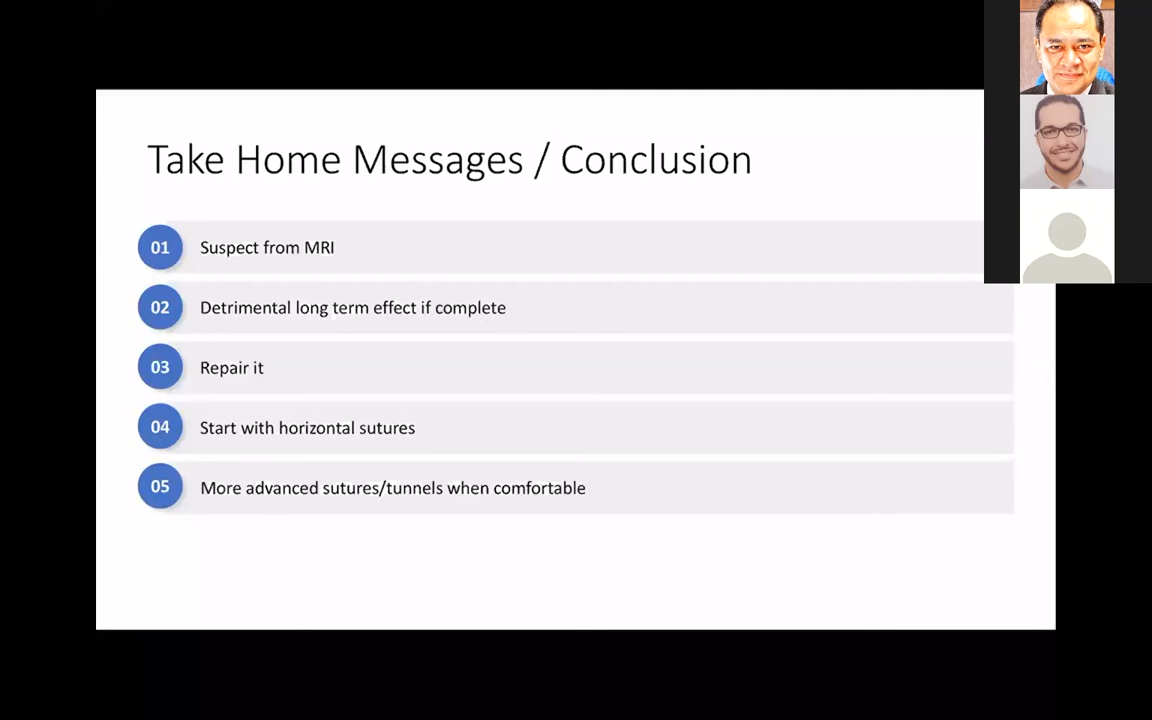 Take Home Messages / Conclusion
01 Suspect from MRI
02 Detrimental long term effect if complete
03 Repair it
04 Start with horizontal sutures
05 More advanced sutures/tunnels when comfortable